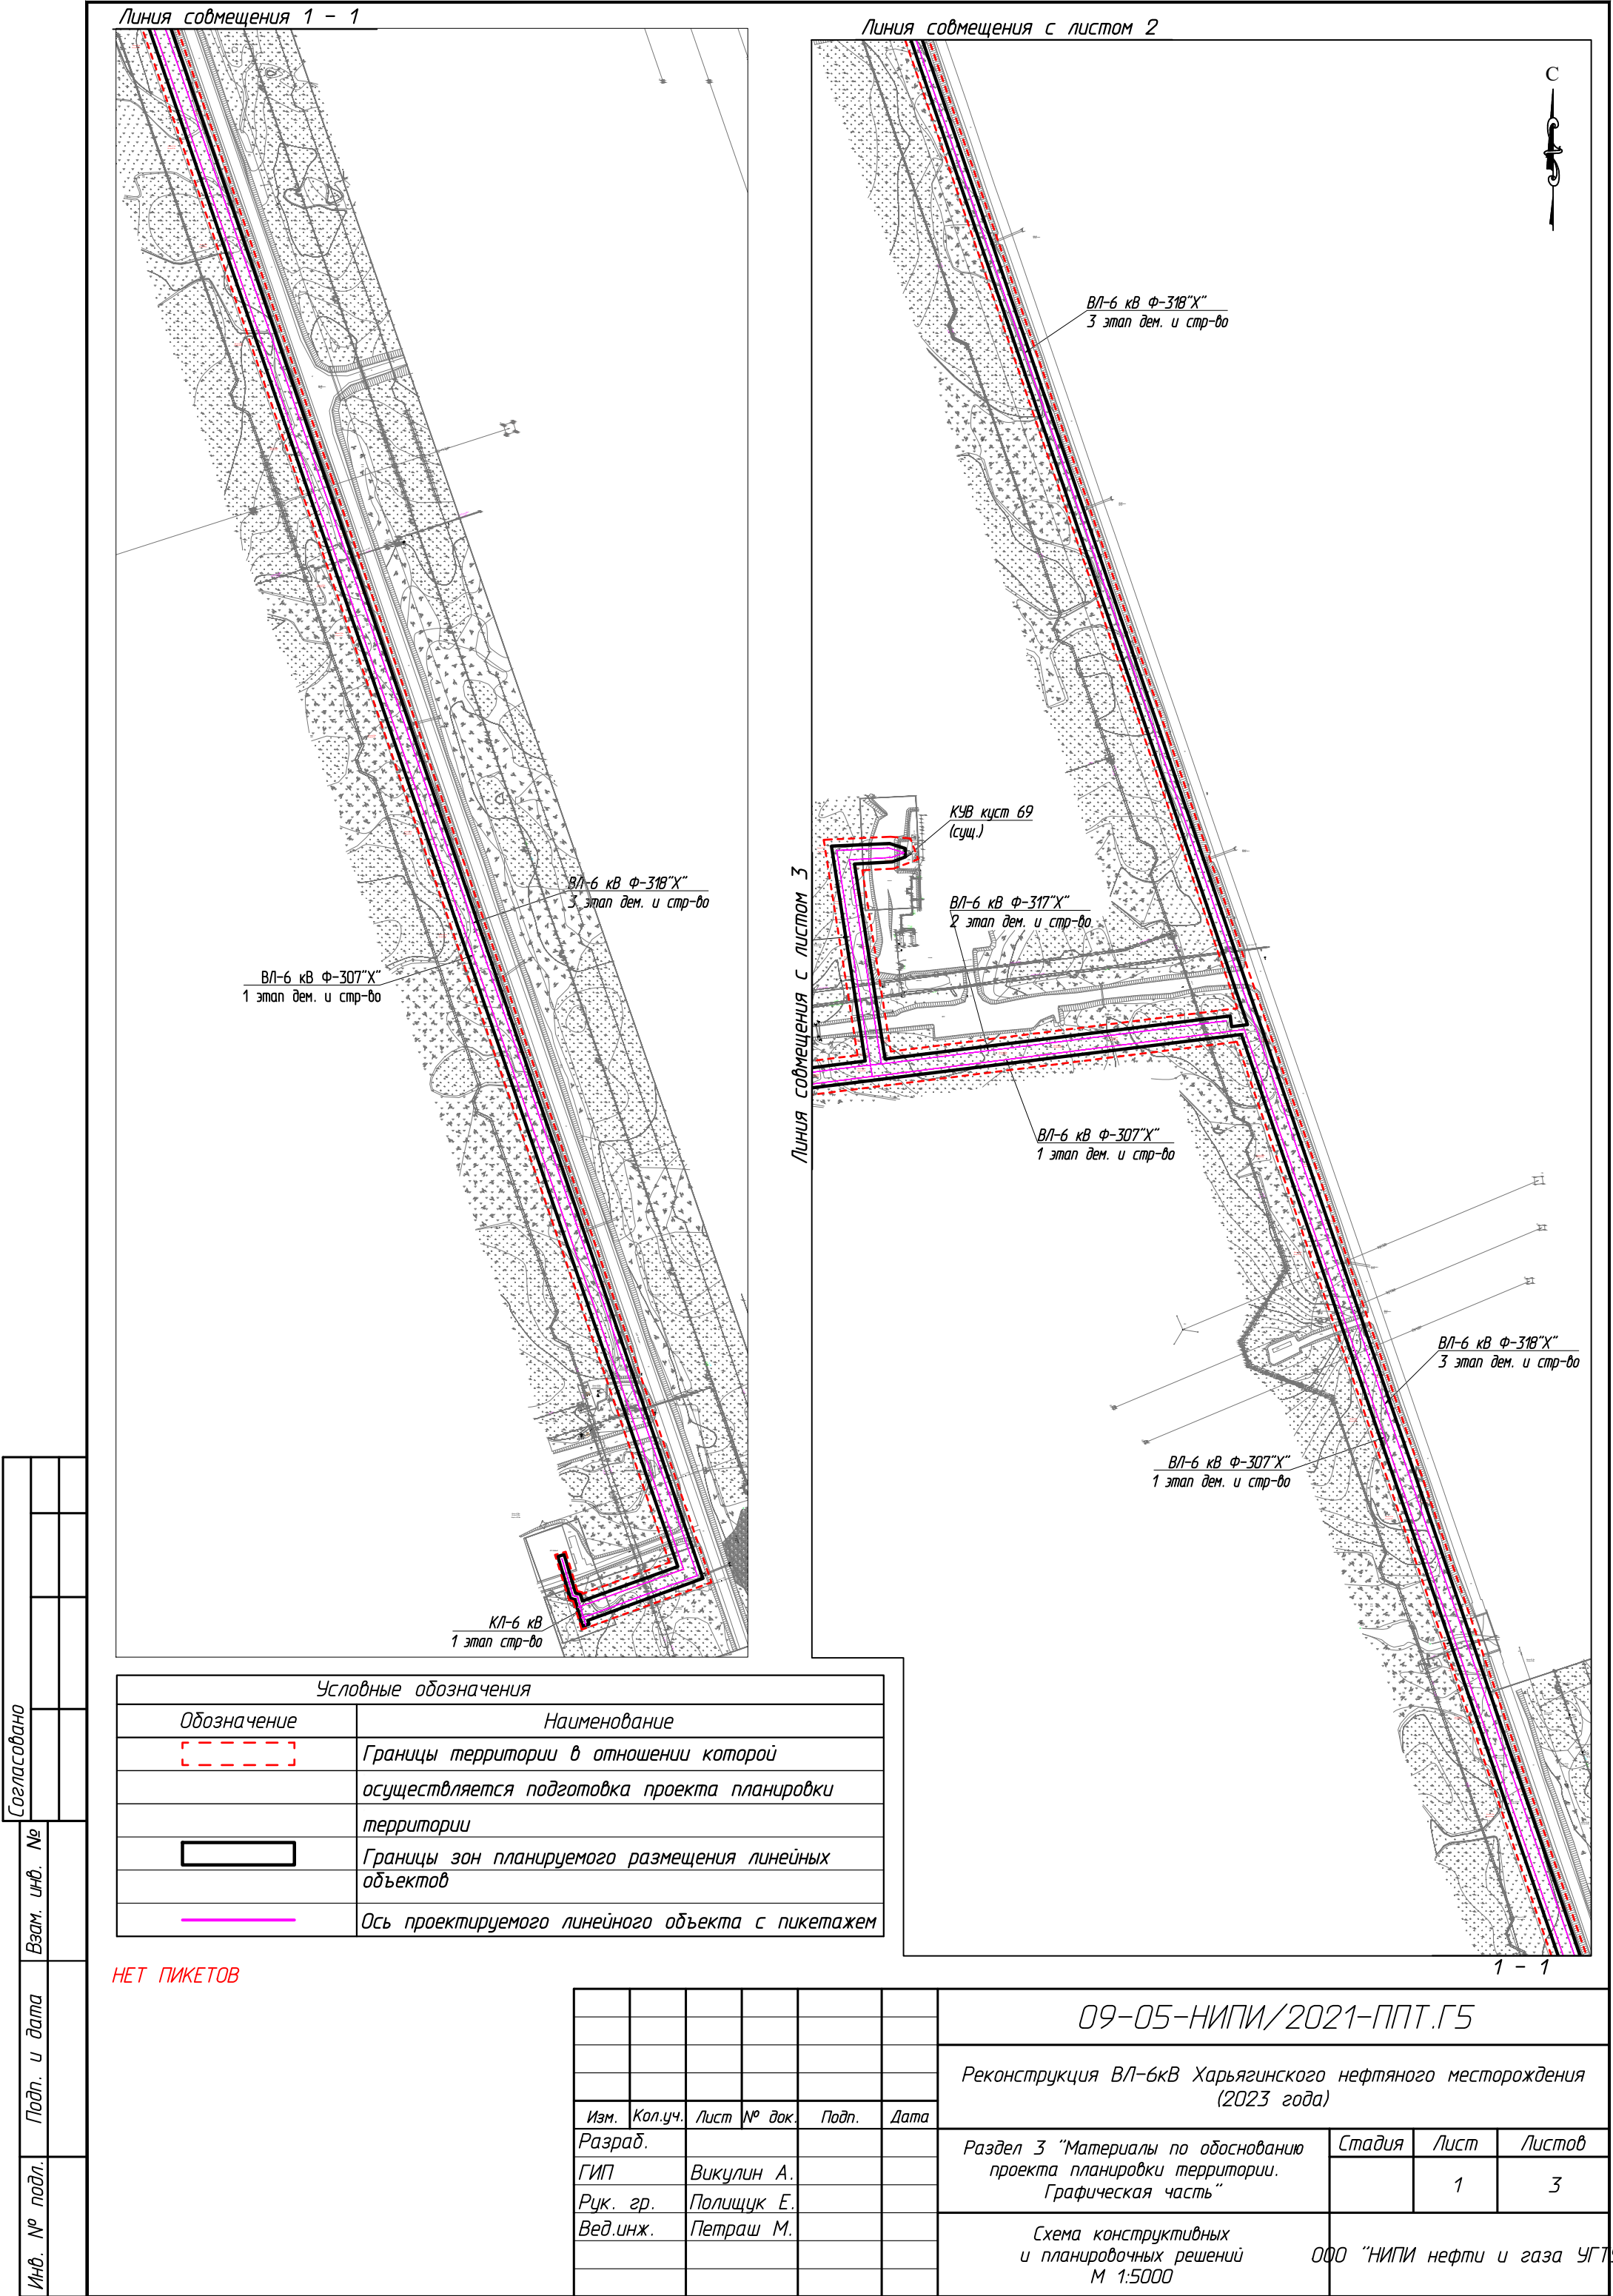 Линия совмещения 1 - 1
Линия совмещения с листом 2
С
ВЛ-6 кВ Ф-318"Х"
3 этап дем. и стр-во
КУВ куст 69
(сущ.)
ВЛ-6 кВ Ф-318"Х"
3 этап дем. и стр-во
ВЛ-6 кВ Ф-317"Х"
2 этап дем. и стр-во
ВЛ-6 кВ Ф-307"Х"
1 этап дем. и стр-во
Линия совмещения с листом 3
ВЛ-6 кВ Ф-307"Х"
1 этап дем. и стр-во
ВЛ-6 кВ Ф-318"Х"
3 этап дем. и стр-во
ВЛ-6 кВ Ф-307"Х"
1 этап дем. и стр-во
КЛ-6 кВ
1 этап стр-во
Условные обозначения
Обозначение
Наименование
Границы территории в отношении которой
осуществляется подготовка проекта планировки
территории
Границы зон планируемого размещения линейных
объектов
Ось проектируемого линейного объекта с пикетажем
1 - 1
НЕТ ПИКЕТОВ
Согласовано
Взам. инв. №
Подп. и дата
Инв. № подл.
09-05-НИПИ/2021-ППТ.Г5
Реконструкция ВЛ-6кВ Харьягинского нефтяного месторождения
(2023 года)
Изм. Кол.уч. Лист № док. Подп. Дата
Разраб.
ГИП Викулин А.
Рук. гр. Полищук Е.
Вед.инж. Петраш М.
Раздел 3 "Материалы по обоснованию
проекта планировки территории.
Графическая часть"
Стадия Лист Листов
1 3
Схема конструктивных
и планировочных решений
М 1:5000
ООО "НИПИ нефти и газа УГТ